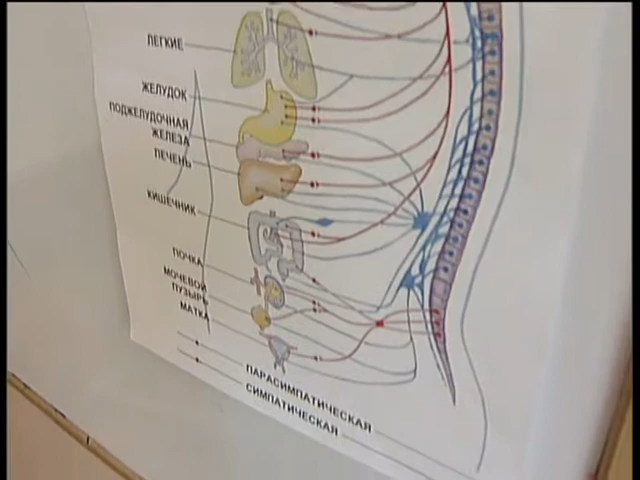 ЛЕГКИЕ
ЖЕЛУДОК
ПОДЖЕЛУДОЧНАЯ
ЖЕЛЕЗА
ПЕЧЕНЬ
КИШЕЧНИК
ПОЧКА
МОЧЕВОЙ
ПУЗЫРЬ
МАТКА
ПАРАСИМПАТИЧЕСКАЯ
СИМПАТИЧЕСКАЯ